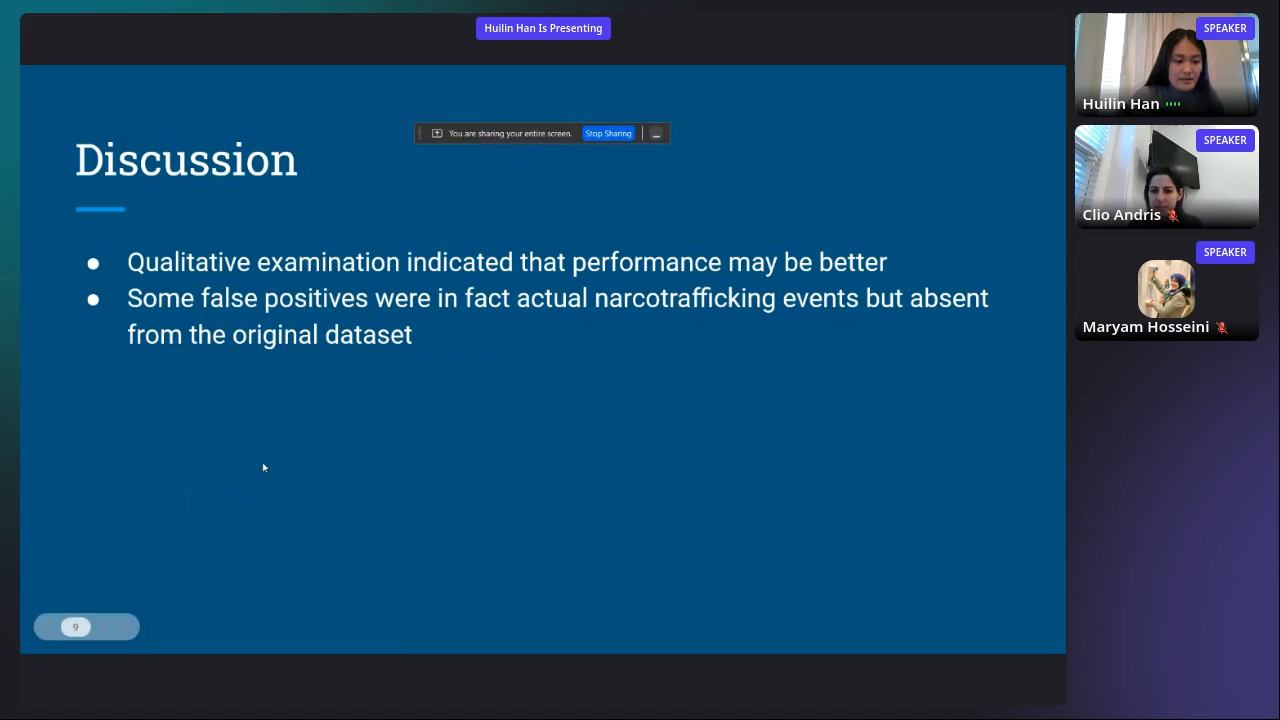 Huilin Han Is Presenting
You are sharing your entire screen. Stop Sharing
Discussion
● Qualitative examination indicated that performance may be better
● Some false positives were in fact actual narcotrafficking events but absent
from the original dataset
9
SPEAKER
Huilin Han
SPEAKER
Clio Andris
SPEAKER
Maryam Hosseini